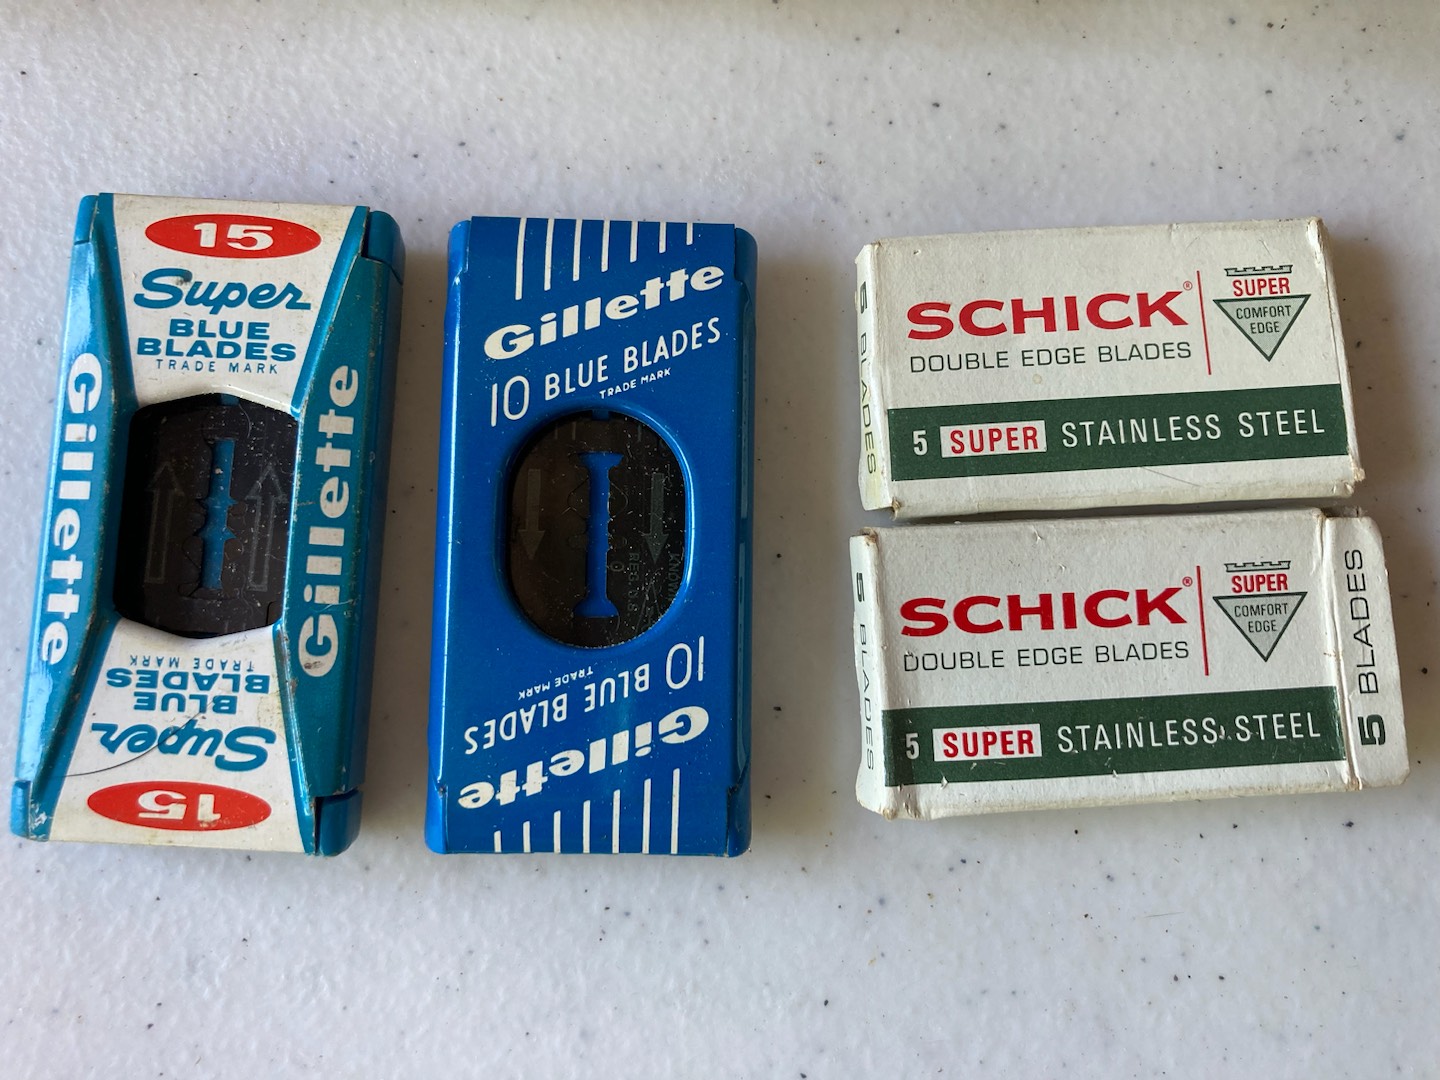 15
Super
BLUE
BLADES
TRADE MARK
Gillette
Gillette
TRADE MARK
BLUE
BLADES
Super
15
Gillette
10 BLUE BLADES
TRADE MARK
10 BLUE BLADES
TRADE MARK
Gillette
5 BLADES
SCHICK®
DOUBLE EDGE BLADES
SUPER
COMFORT
EDGE
5 SUPER STAINLESS STEEL
5 BLADES
SCHICK®
DOUBLE EDGE BLADES
SUPER
COMFORT
EDGE
5 SUPER STAINLESS STEEL
5 BLADES